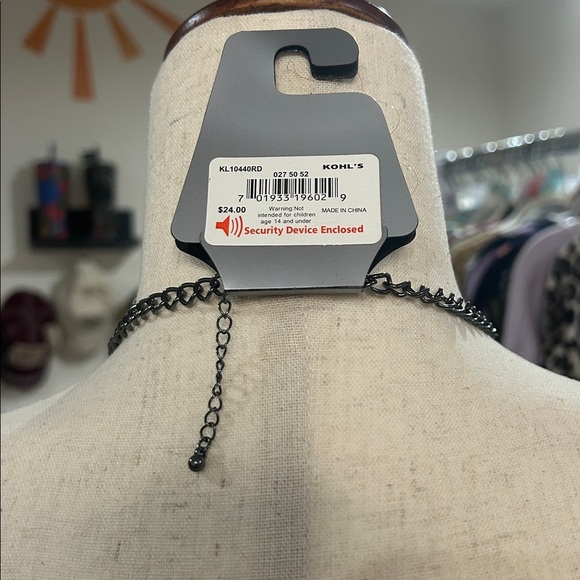 KL10440RD KOHL'S
027 50 52
7 01933 19602 9
$24.00 Warning:Not MADE IN CHINA
intended for children
age 14 and under
Security Device Enclosed